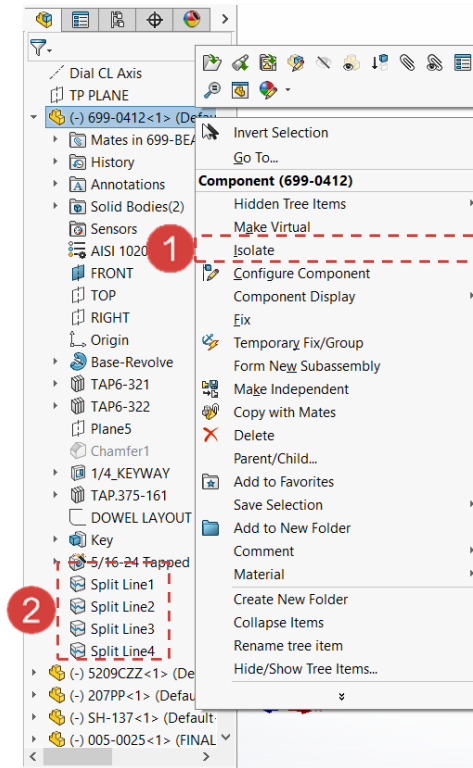 Dial CL Axis
TP PLANE
(-) 699-0412<1> (Defau
Mates in 699-BEA
History
Annotations
Solid Bodies(2)
Sensors
AISI 1020
FRONT
TOP
RIGHT
Origin
Base-Revolve
TAP6-321
TAP6-322
Plane5
Chamfer1
1/4_KEYWAY
TAP.375-161
DOWEL LAYOUT
Key
5/16-24 Tapped
Split Line1
Split Line2
Split Line3
Split Line4
(-) 5209CZZ<1> (De
(-) 207PP<1> (Defau
(-) SH-137<1> (Default
(-) 005-0025<1> (FINAL
1
2
Invert Selection
Go To...
Component (699-0412)
Hidden Tree Items
Make Virtual
Isolate
Configure Component
Component Display
Fix
Temporary Fix/Group
Form New Subassembly
Make Independent
Copy with Mates
Delete
Parent/Child...
Add to Favorites
Save Selection
Add to New Folder
Comment
Material
Create New Folder
Collapse Items
Rename tree item
Hide/Show Tree Items...